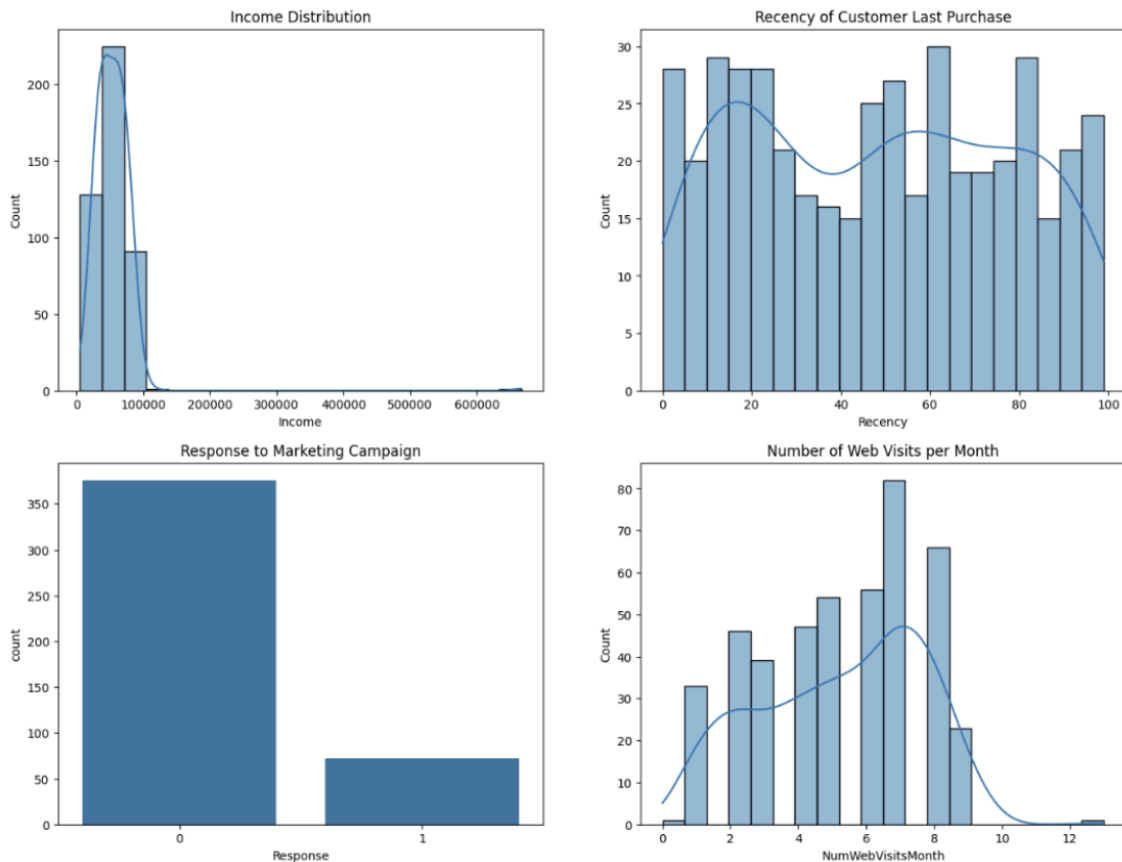 Income Distribution
Count
200
150
100
50
0
0 100000 200000 300000 400000 500000 600000
Income
Recency of Customer Last Purchase
Count
30
25
20
15
10
5
0
0 20 40 60 80 100
Recency
Response to Marketing Campaign
count
350
300
250
200
150
100
50
0
0 1
Response
Number of Web Visits per Month
Count
80
70
60
50
40
30
20
10
0
0 2 4 6 8 10 12
NumWebVisitsMonth